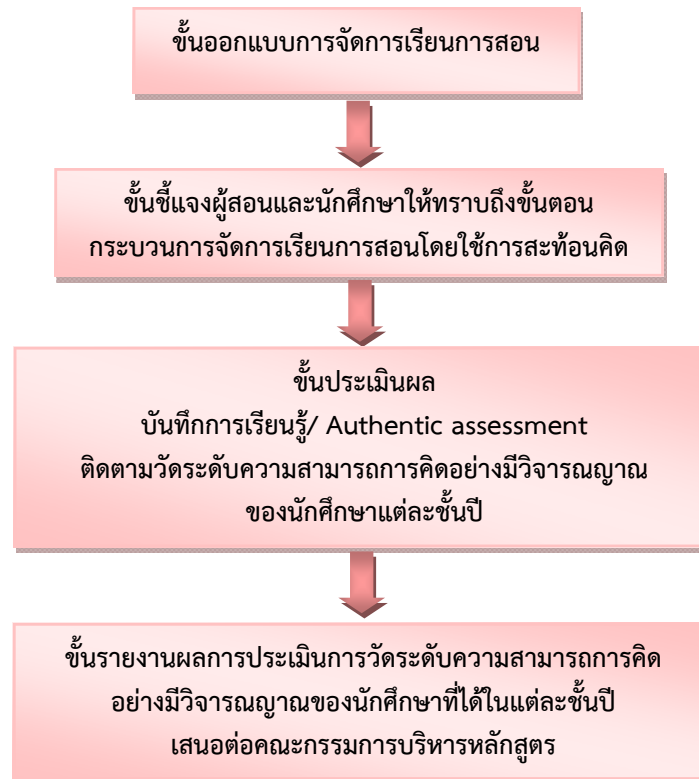 ขั้นออกแบบการจัดการเรียนการสอน
ขั้นชี้แจงผู้สอนและนักศึกษาให้ทราบถึงขั้นตอน
กระบวนการจัดการเรียนการสอนโดยใช้การสะท้อนคิด
ขั้นประเมินผล
บันทึกการเรียนรู้/ Authentic assessment
ติดตามวัดระดับความสามารถการคิดอย่างมีวิจารณญาณ
ของนักศึกษาแต่ละชั้นปี
ขั้นรายงานผลการประเมินการวัดระดับความสามารถการคิด
อย่างมีวิจารณญาณของนักศึกษาที่ได้ในแต่ละชั้นปี
เสนอต่อคณะกรรมการบริหารหลักสูตร